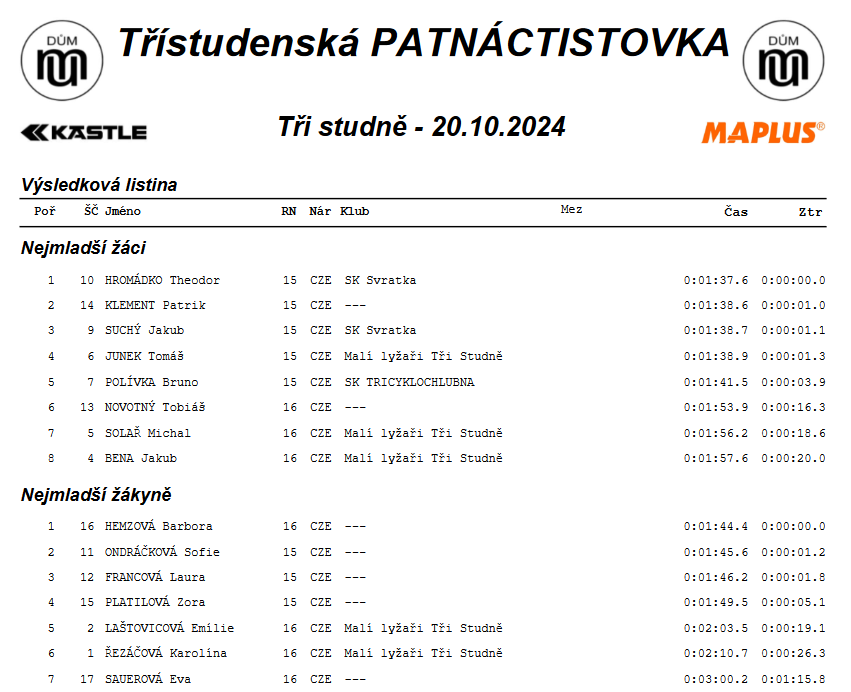 DŮM
Třístudenská PATNÁCTISTOVKA
DŮM
KÄSTLE
Tři studně - 20.10.2024
MAPLUS®
Výsledková listina
Poř ŠČ Jméno RN Nár Klub Mez Čas Ztr
Nejmladší žáci
1 10 HROMÁDKO Theodor 15 CZE SK Svratka 0:01:37.6 0:00:00.0
2 14 KLEMENT Patrik 15 CZE --- 0:01:38.6 0:00:01.0
3 9 SUCHÝ Jakub 15 CZE SK Svratka 0:01:38.7 0:00:01.1
4 6 JUNEK Tomáš 15 CZE Malí lyžaři Tři Studně 0:01:38.9 0:00:01.3
5 7 POLÍVKA Bruno 15 CZE SK TRICYKLOCHLUBNA 0:01:41.5 0:00:03.9
6 13 NOVOTNÝ Tobiáš 16 CZE --- 0:01:53.9 0:00:16.3
7 5 SOLAŘ Michal 16 CZE Malí lyžaři Tři Studně 0:01:56.2 0:00:18.6
8 4 BENA Jakub 16 CZE Malí lyžaři Tři Studně 0:01:57.6 0:00:20.0
Nejmladší žákyně
1 16 HEMZOVÁ Barbora 16 CZE --- 0:01:44.4 0:00:00.0
2 11 ONDRÁČKOVÁ Sofie 15 CZE --- 0:01:45.6 0:00:01.2
3 12 FRANCOVÁ Laura 15 CZE --- 0:01:46.2 0:00:01.8
4 15 PLATILOVÁ Zora 15 CZE --- 0:01:49.5 0:00:05.1
5 2 LAŠTOVICOVÁ Emílie 16 CZE Malí lyžaři Tři Studně 0:02:03.5 0:00:19.1
6 1 ŘEZÁČOVÁ Karolína 16 CZE Malí lyžaři Tři Studně 0:02:10.7 0:00:26.3
7 17 SAUEROVÁ Eva 16 CZE --- 0:03:00.2 0:01:15.8